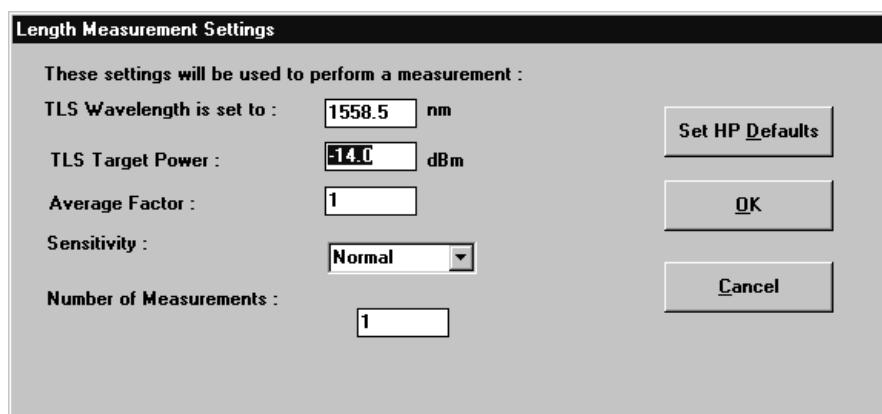 Length Measurement Settings
These settings will be used to perform a measurement :
TLS Wavelength is set to : 1558.5 nm
TLS Target Power : -14.0 dBm
Average Factor : 1
Sensitivity : Normal
Number of Measurements : 1
Set HP Defaults
OK
Cancel